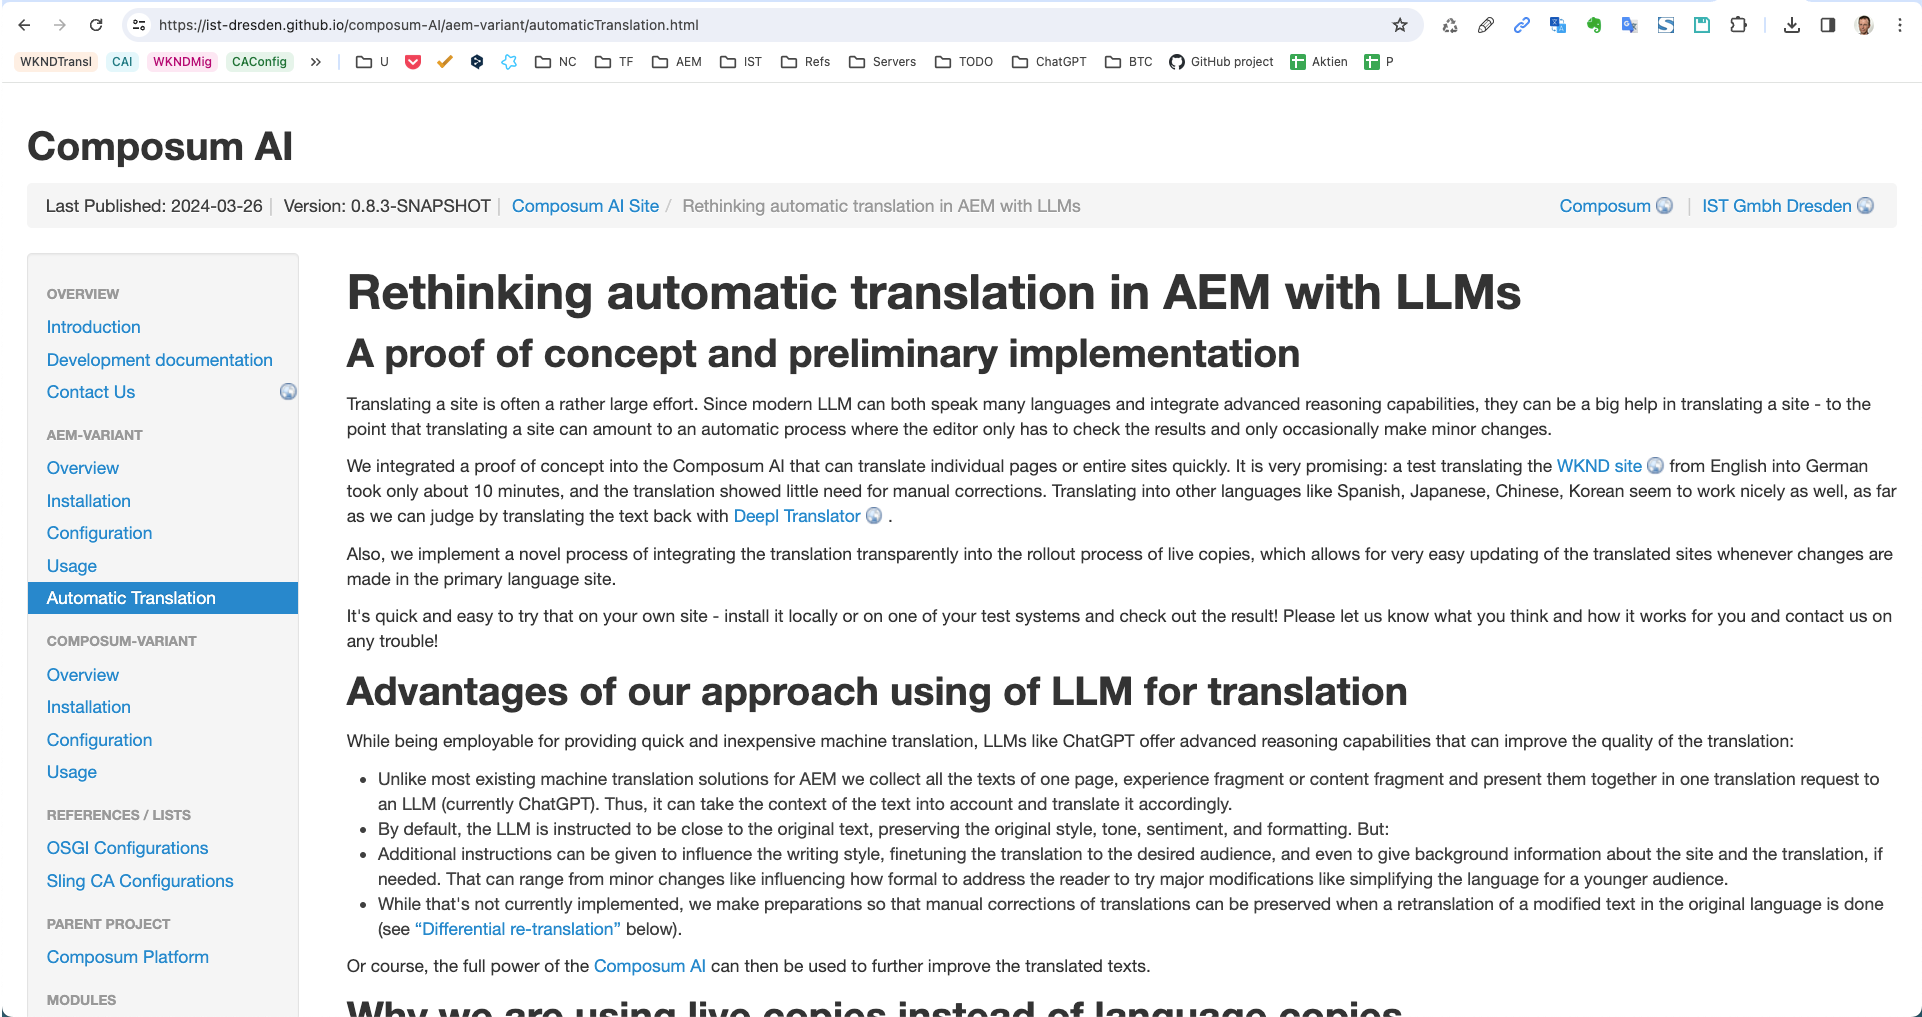 https://ist-dresden.github.io/composum-AI/aem-variant/automaticTranslation.html
WKNDTransl CAI WKNDMig CAConfig » U NC TF AEM IST Refs Servers TODO ChatGPT BTC GitHub project Aktien P
Composum AI
Last Published: 2024-03-26 | Version: 0.8.3-SNAPSHOT | Composum AI Site / Rethinking automatic translation in AEM with LLMs Composum | IST Gmbh Dresden
OVERVIEW
Introduction
Development documentation
Contact Us
AEM-VARIANT
Overview
Installation
Configuration
Usage
Automatic Translation
COMPOSUM-VARIANT
Overview
Installation
Configuration
Usage
REFERENCES / LISTS
OSGI Configurations
Sling CA Configurations
PARENT PROJECT
Composum Platform
MODULES
Rethinking automatic translation in AEM with LLMs
A proof of concept and preliminary implementation
Translating a site is often a rather large effort. Since modern LLM can both speak many languages and integrate advanced reasoning capabilities, they can be a big help in translating a site - to the
point that translating a site can amount to an automatic process where the editor only has to check the results and only occasionally make minor changes.
We integrated a proof of concept into the Composum AI that can translate individual pages or entire sites quickly. It is very promising: a test translating the WKND site from English into German
took only about 10 minutes, and the translation showed little need for manual corrections. Translating into other languages like Spanish, Japanese, Chinese, Korean seem to work nicely as well, as far
as we can judge by translating the text back with Deepl Translator .
Also, we implement a novel process of integrating the translation transparently into the rollout process of live copies, which allows for very easy updating of the translated sites whenever changes are
made in the primary language site.
It's quick and easy to try that on your own site - install it locally or on one of your test systems and check out the result! Please let us know what you think and how it works for you and contact us on
any trouble!
Advantages of our approach using of LLM for translation
While being employable for providing quick and inexpensive machine translation, LLMs like ChatGPT offer advanced reasoning capabilities that can improve the quality of the translation:
• Unlike most existing machine translation solutions for AEM we collect all the texts of one page, experience fragment or content fragment and present them together in one translation request to
an LLM (currently ChatGPT). Thus, it can take the context of the text into account and translate it accordingly.
• By default, the LLM is instructed to be close to the original text, preserving the original style, tone, sentiment, and formatting. But:
• Additional instructions can be given to influence the writing style, finetuning the translation to the desired audience, and even to give background information about the site and the translation, if
needed. That can range from minor changes like influencing how formal to address the reader to try major modifications like simplifying the language for a younger audience.
• While that's not currently implemented, we make preparations so that manual corrections of translations can be preserved when a retranslation of a modified text in the original language is done
(see “Differential re-translation” below).
Or course, the full power of the Composum AI can then be used to further improve the translated texts.
Why we are using live copies instead of language copies